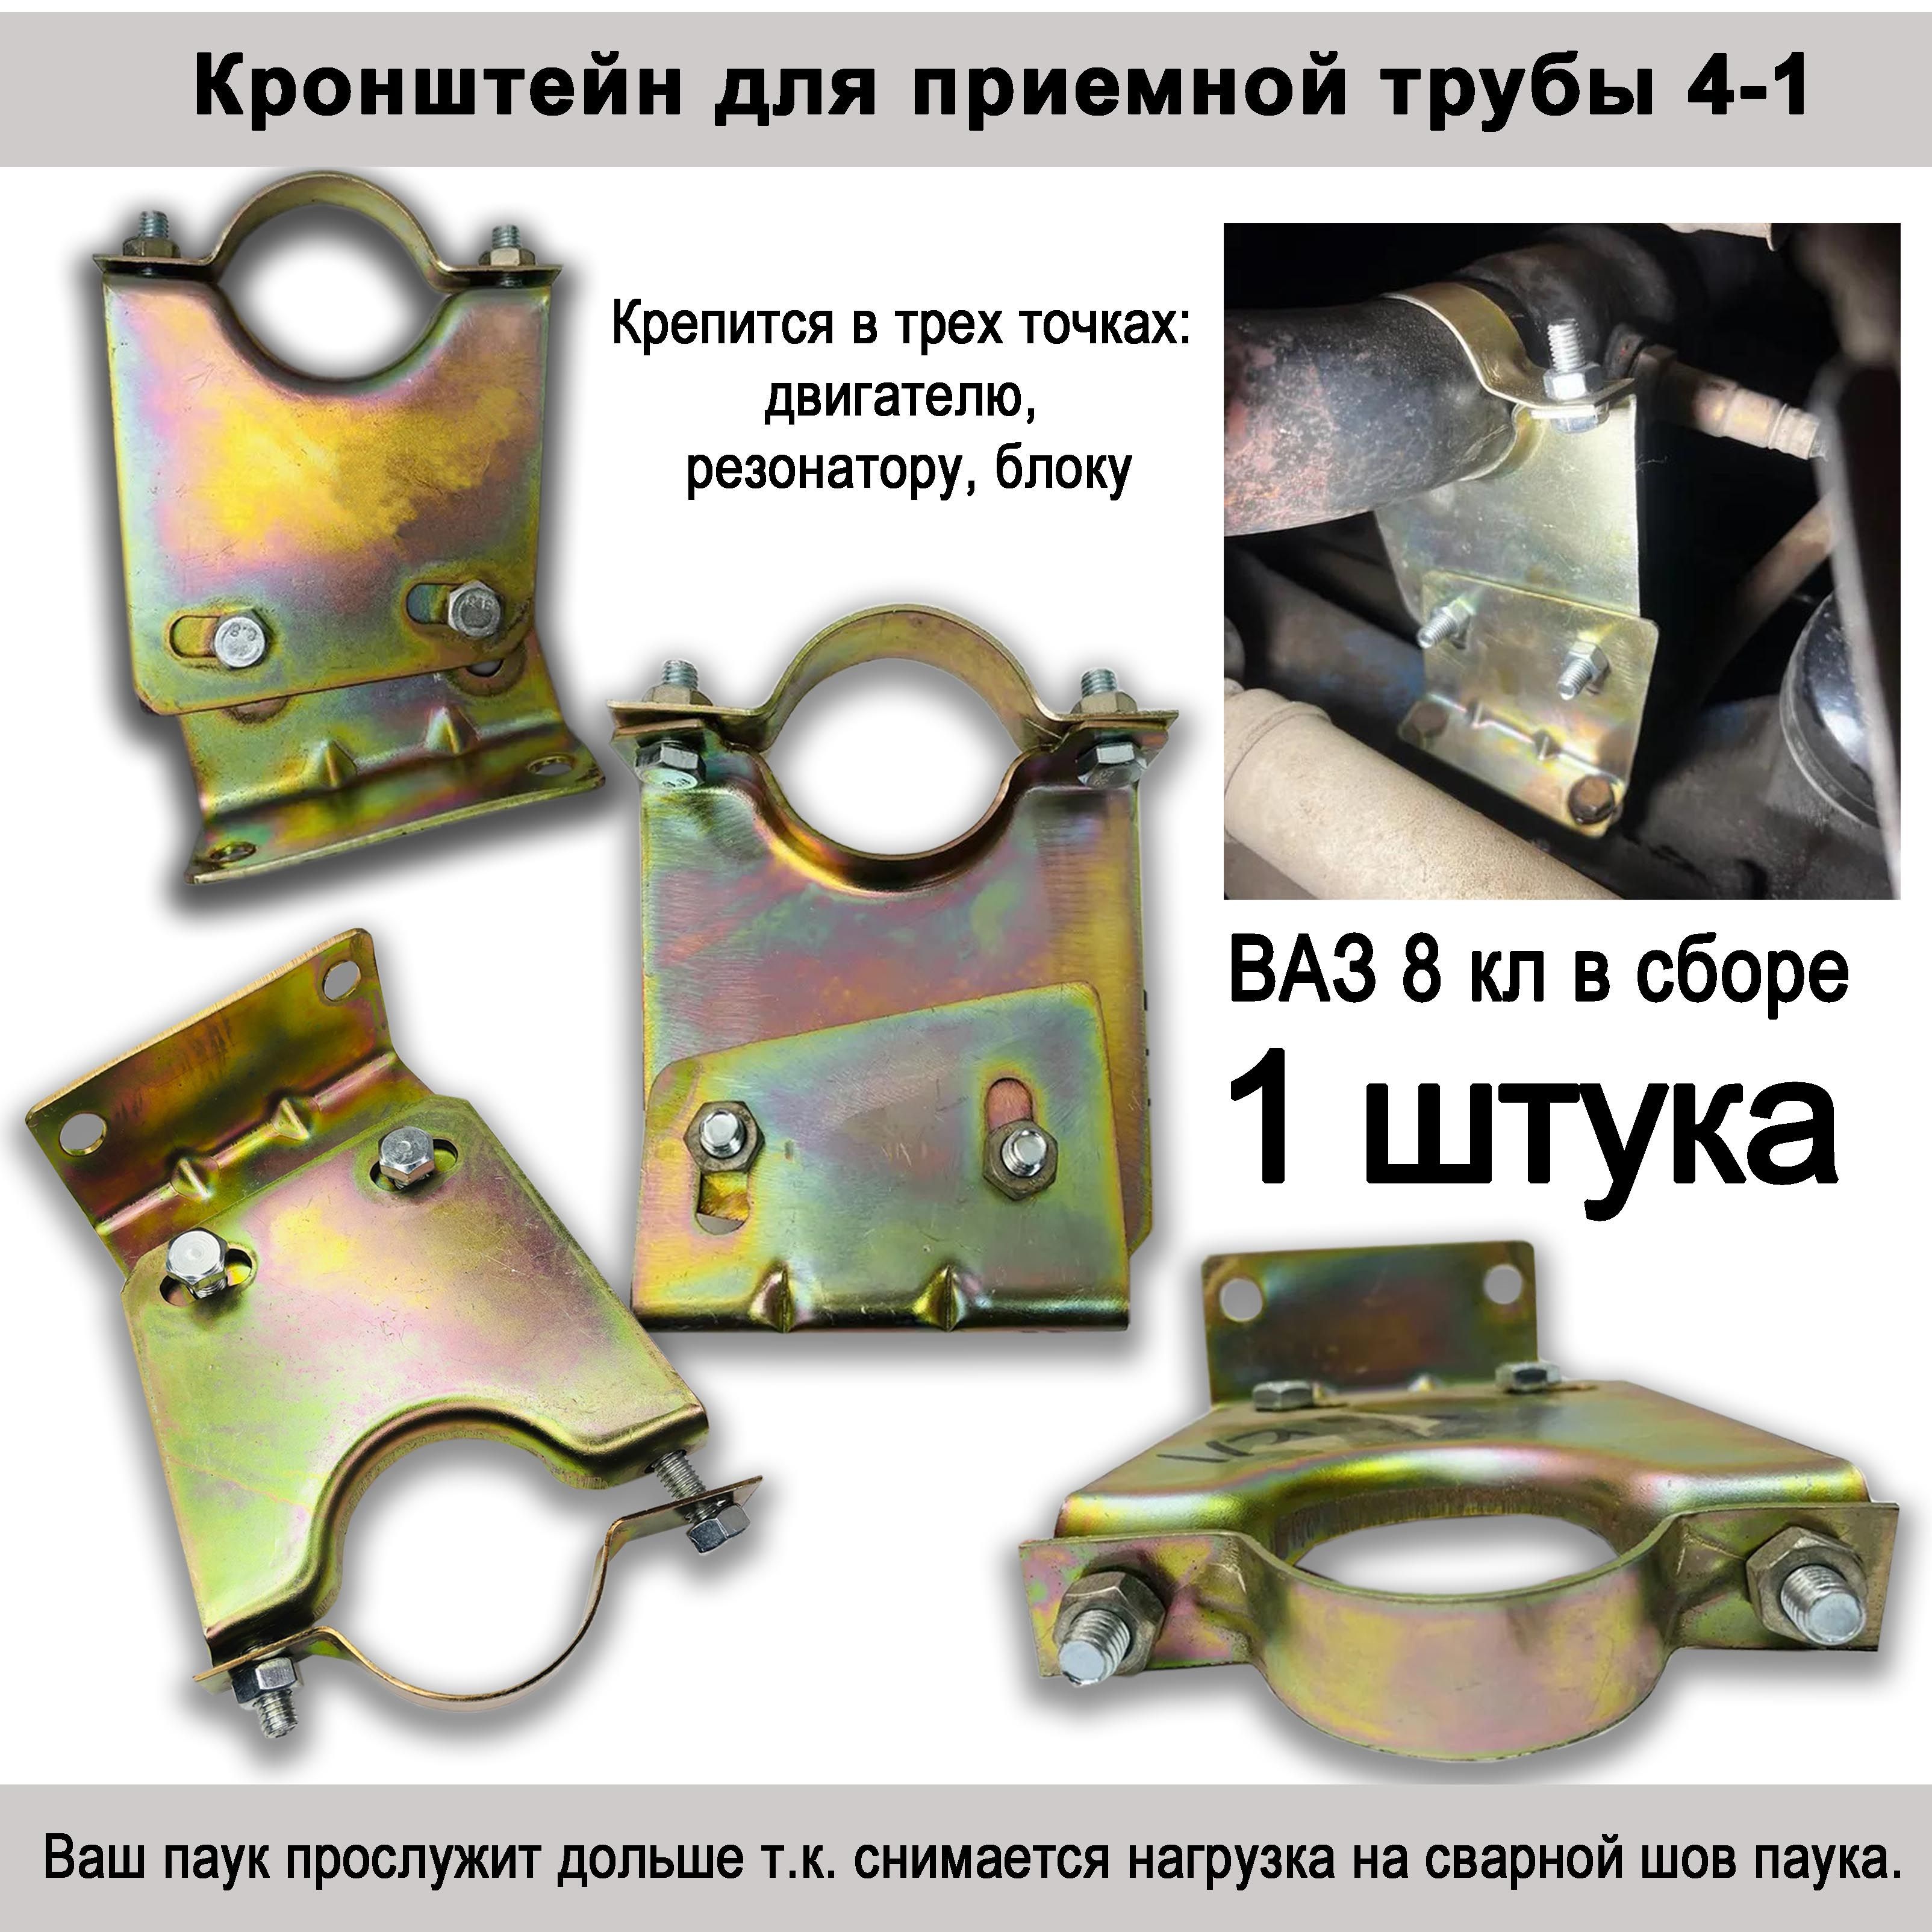 Кронштейн для приемной трубы 4-1
Крепится в трех точках:
двигателю,
резонатору, блоку
ВАЗ 8 кл в сборе
1 штука
Ваш паук прослужит дольше т.к. снимается нагрузка на сварной шов паука.